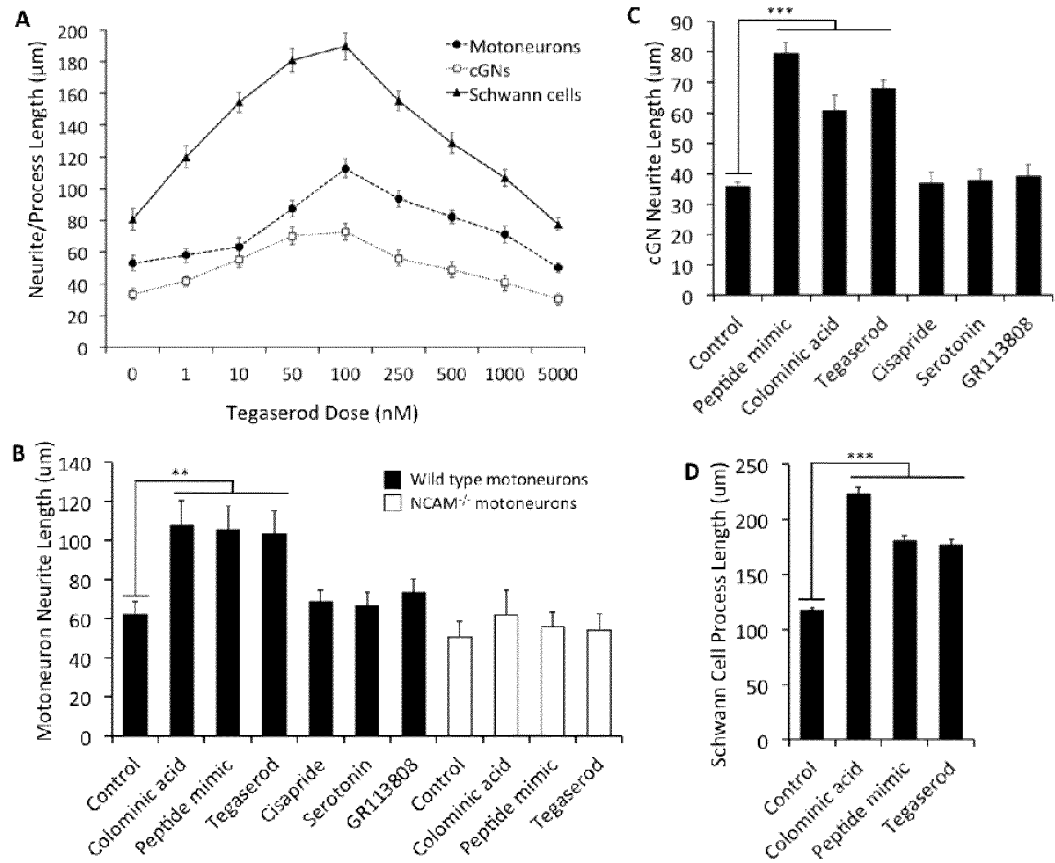 A
Neurite/Process Length (µm)
200
180
160
140
120
100
80
60
40
20
0
Motoneurons
cGNs
Schwann cells
0 1 10 50 100 250 500 1000 5000
Tegaserod Dose (nM)
C
***
cGN Neurite Length (um)
90
80
70
60
50
40
30
20
10
0
Control
Peptide mimic
Colominic acid
Tegaserod
Cisapride
Serotonin
GR113808
B
**
Motoneuron Neurite Length (um)
140
120
100
80
60
40
20
0
Wild type motoneurons
NCAM-/- motoneurons
Control
Colominic acid
Peptide mimic
Tegaserod
Cisapride
Serotonin
GR113808
Control
Colominic acid
Peptide mimic
Tegaserod
D
***
Schwann Cell Process Length (um)
250
200
150
100
50
0
Control
Colominic acid
Peptide mimic
Tegaserod